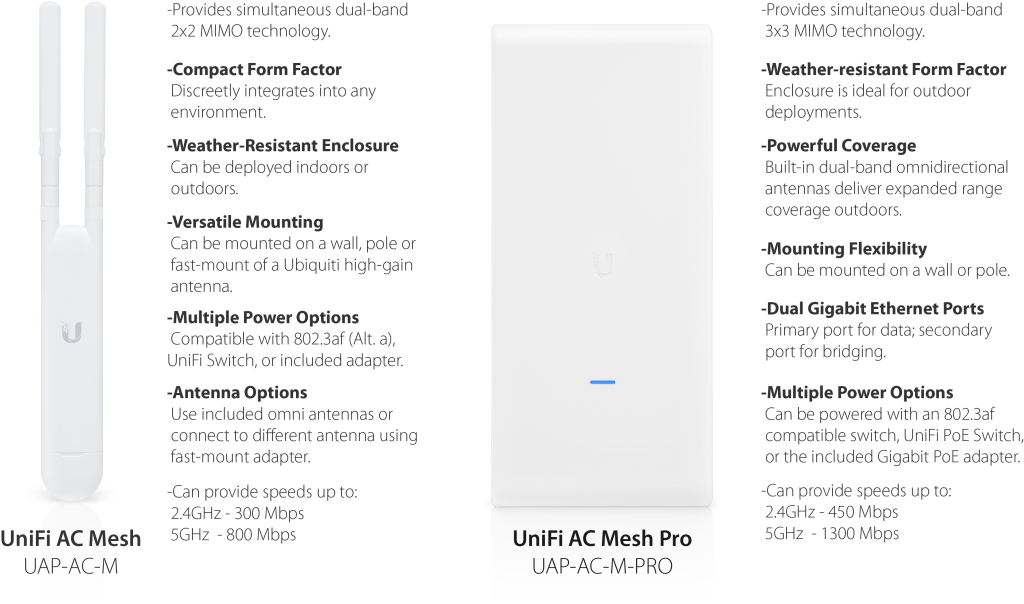 -Provides simultaneous dual-band
2x2 MIMO technology.
-Compact Form Factor
Discreetly integrates into any
environment.
-Weather-Resistant Enclosure
Can be deployed indoors or
outdoors.
-Versatile Mounting
Can be mounted on a wall, pole or
fast-mount of a Ubiquiti high-gain
antenna.
-Multiple Power Options
Compatible with 802.3af (Alt. a),
UniFi Switch, or included adapter.
-Antenna Options
Use included omni antennas or
connect to different antenna using
fast-mount adapter.
-Can provide speeds up to:
2.4GHz - 300 Mbps
5GHz - 800 Mbps
UniFi AC Mesh
UAP-AC-M
-Provides simultaneous dual-band
3x3 MIMO technology.
-Weather-resistant Form Factor
Enclosure is ideal for outdoor
deployments.
-Powerful Coverage
Built-in dual-band omnidirectional
antennas deliver expanded range
coverage outdoors.
-Mounting Flexibility
Can be mounted on a wall or pole.
-Dual Gigabit Ethernet Ports
Primary port for data; secondary
port for bridging.
-Multiple Power Options
Can be powered with an 802.3af
compatible switch, UniFi PoE Switch,
or the included Gigabit PoE adapter.
-Can provide speeds up to:
2.4GHz - 450 Mbps
5GHz - 1300 Mbps
UniFi AC Mesh Pro
UAP-AC-M-PRO